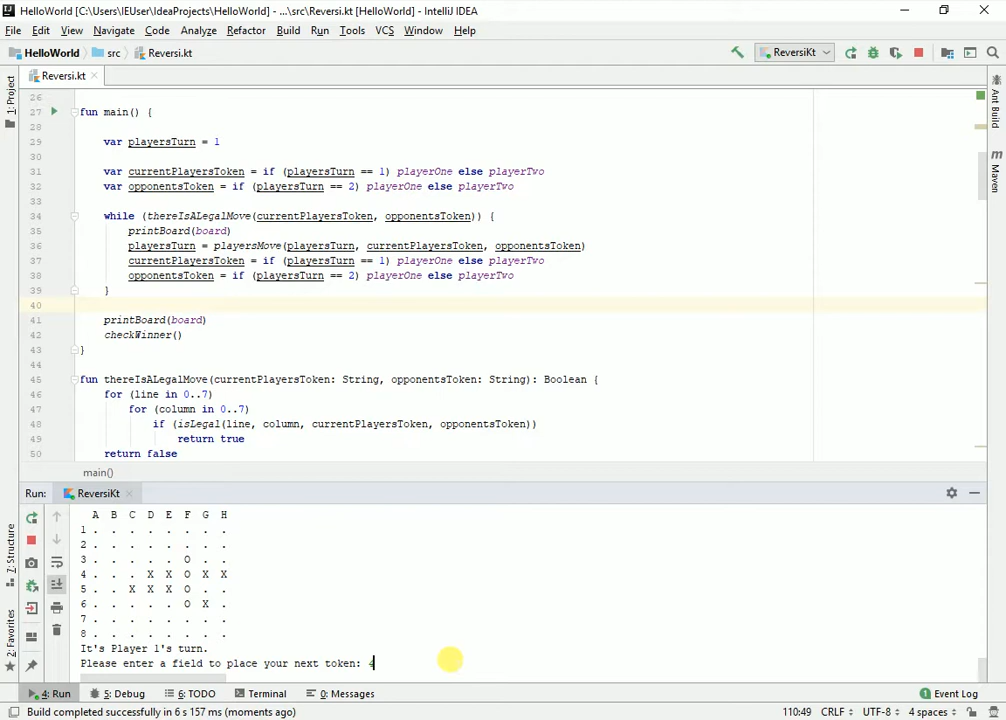 HelloWorld [C:\Users\IEUser\IdeaProjects\HelloWorld] - ...\src\Reversi.kt [HelloWorld] - IntelliJ IDEA
File Edit View Navigate Code Analyze Refactor Build Run Tools VCS Window Help
HelloWorld src Reversi.kt ReversiKt
Reversi.kt
1: Project
Ant Build
Maven
7: Structure
2: Favorites
26
27 fun main() {
28
29 var playersTurn = 1
30
31 var currentPlayersToken = if (playersTurn == 1) playerOne else playerTwo
32 var opponentsToken = if (playersTurn == 2) playerOne else playerTwo
33
34 while (thereIsALegalMove(currentPlayersToken, opponentsToken)) {
35 printBoard(board)
36 playersTurn = playersMove(playersTurn, currentPlayersToken, opponentsToken)
37 currentPlayersToken = if (playersTurn == 1) playerOne else playerTwo
38 opponentsToken = if (playersTurn == 2) playerOne else playerTwo
39 }
40
41 printBoard(board)
42 checkWinner()
43 }
44
45 fun thereIsALegalMove(currentPlayersToken: String, opponentsToken: String): Boolean {
46 for (line in 0..7)
47 for (column in 0..7)
48 if (isLegal(line, column, currentPlayersToken, opponentsToken))
49 return true
50 return false
main()
Run: ReversiKt
A B C D E F G H
1 . . . . . . . .
2 . . . . . . . .
3 . . . . . O . .
4 . . . X X O X X
5 . . X X X O . .
6 . . . . . O X .
7 . . . . . . . .
8 . . . . . . . .
It's Player 1's turn.
Please enter a field to place your next token: 4
4: Run 5: Debug 6: TODO Terminal 0: Messages Event Log
Build completed successfully in 6 s 157 ms (moments ago) 110:49 CRLF UTF-8 4 spaces